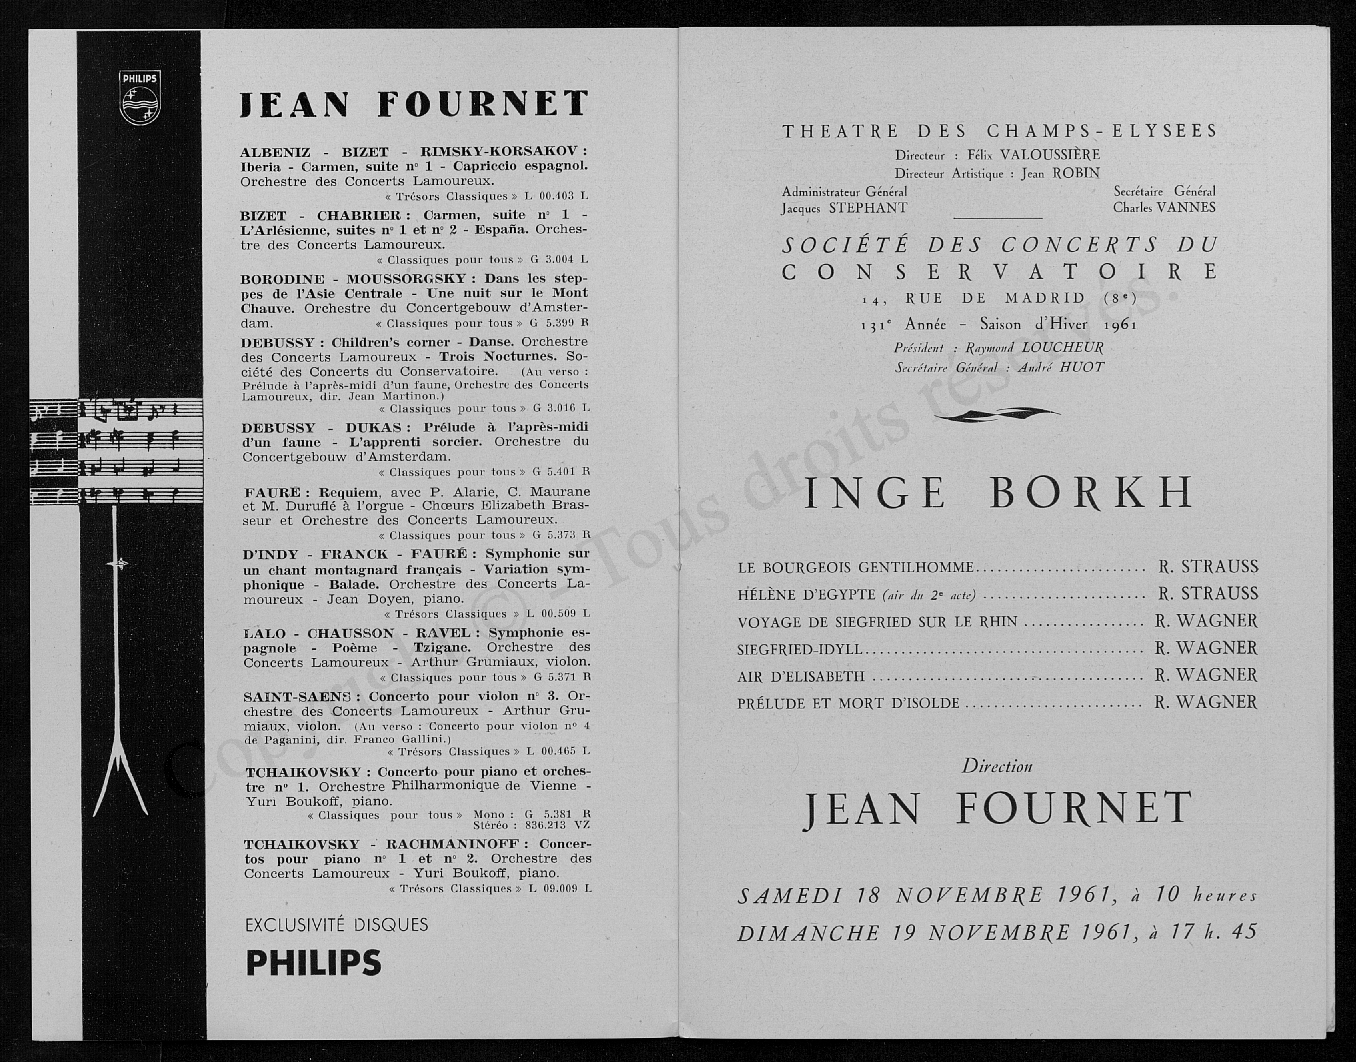 PHILIPS
JEAN FOURNET
ALBENIZ - BIZET - RIMSKY-KORSAKOV :
Iberia - Carmen, suite n° 1 - Capriccio espagnol.
Orchestre des Concerts Lamoureux.
« Trésors Classiques » L 00.403 L
BIZET - CHABRIER : Carmen, suite n° 1 -
L'Arlésienne, suites n° 1 et n° 2 - España. Orches-
tre des Concerts Lamoureux.
« Classiques pour tous » G 3.004 L
BORODINE - MOUSSORGSKY : Dans les step-
pes de l'Asie Centrale - Une nuit sur le Mont
Chauve. Orchestre du Concertgebouw d'Amster-
dam. « Classiques pour tous » G 5.399 R
DEBUSSY : Children's corner - Danse. Orchestre
des Concerts Lamoureux - Trois Nocturnes. So-
ciété des Concerts du Conservatoire. (Au verso :
Prélude à l'après-midi d'un faune, Orchestre des Concerts
Lamoureux, dir. Jean Martinon.)
« Classiques pour tous » G 3.016 L
DEBUSSY - DUKAS : Prélude à l'après-midi
d'un faune - L'apprenti sorcier. Orchestre du
Concertgebouw d'Amsterdam.
« Classiques pour tous » G 5.401 R
FAURÉ : Requiem, avec P. Alarie, C. Maurane
et M. Duruflé à l'orgue - Chœurs Elizabeth Bras-
seur et Orchestre des Concerts Lamoureux.
« Classiques pour tous » G 5.373 R
D'INDY - FRANCK - FAURÉ : Symphonie sur
un chant montagnard français - Variation sym-
phonique - Balade. Orchestre des Concerts La-
moureux - Jean Doyen, piano.
« Trésors Classiques » L 00.509 L
LALO - CHAUSSON - RAVEL : Symphonie es-
pagnole - Poème - Tzigane. Orchestre des
Concerts Lamoureux - Arthur Grumiaux, violon.
« Classiques pour tous » G 5.371 R
SAINT-SAENS : Concerto pour violon n° 3. Or-
chestre des Concerts Lamoureux - Arthur Gru-
miaux, violon. (Au verso : Concerto pour violon n° 4
de Paganini, dir. Franco Gallini.)
« Trésors Classiques » L 00.465 L
TCHAIKOVSKY : Concerto pour piano et orches-
tre n° 1. Orchestre Philharmonique de Vienne -
Yuri Boukoff, piano.
« Classiques pour tous » Mono : G 5.381 R
Stéréo : 836.213 VZ
TCHAIKOVSKY - RACHMANINOFF : Concer-
tos pour piano n° 1 et n° 2. Orchestre des
Concerts Lamoureux - Yuri Boukoff, piano.
« Trésors Classiques » L 09.009 L
EXCLUSIVITÉ DISQUES
PHILIPS
THEATRE DES CHAMPS-ELYSEES
Directeur : Félix VALOUSSIÈRE
Directeur Artistique : Jean ROBIN
Administrateur Général Secrétaire Général
Jacques STEPHANT Charles VANNES
SOCIÉTÉ DES CONCERTS DU
CONSERVATOIRE
14, RUE DE MADRID (8e)
131e Année - Saison d'Hiver 1961
Président : Raymond LOUCHEUR
Secrétaire Général : André HUOT
INGE BORKH
LE BOURGEOIS GENTILHOMME........................ R. STRAUSS
HÉLÈNE D'EGYPTE (air du 2e acte) ....................... R. STRAUSS
VOYAGE DE SIEGFRIED SUR LE RHIN ................. R. WAGNER
SIEGFRIED-IDYLL....................................... R. WAGNER
AIR D'ELISABETH ...................................... R. WAGNER
PRÉLUDE ET MORT D'ISOLDE ......................... R. WAGNER
Direction
JEAN FOURNET
SAMEDI 18 NOVEMBRE 1961, à 10 heures
DIMANCHE 19 NOVEMBRE 1961, à 17 h. 45
Copyright © - Tous droits réservés.